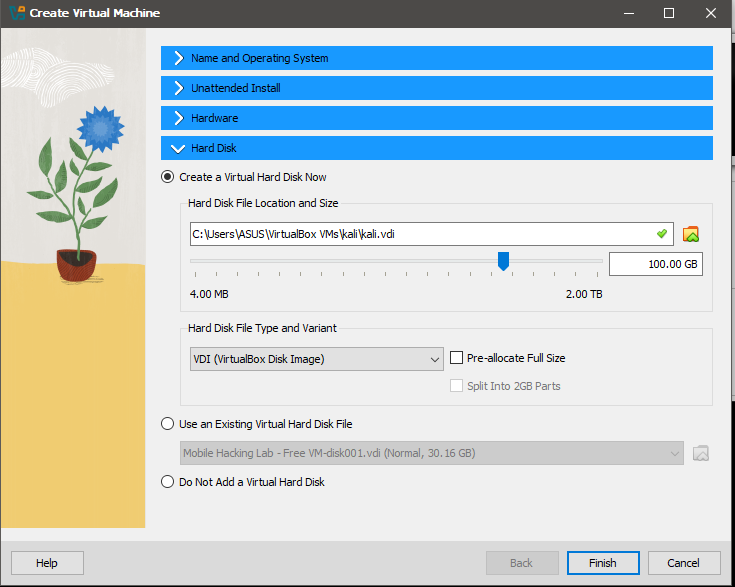 Create Virtual Machine
Name and Operating System
Unattended Install
Hardware
Hard Disk
Create a Virtual Hard Disk Now
Hard Disk File Location and Size
C:\Users\ASUS\VirtualBox VMs\kali\kali.vdi
100.00 GB
4.00 MB 2.00 TB
Hard Disk File Type and Variant
VDI (VirtualBox Disk Image) Pre-allocate Full Size
Split Into 2GB Parts
Use an Existing Virtual Hard Disk File
Mobile Hacking Lab - Free VM-disk001.vdi (Normal, 30.16 GB)
Do Not Add a Virtual Hard Disk
Help Back Finish Cancel